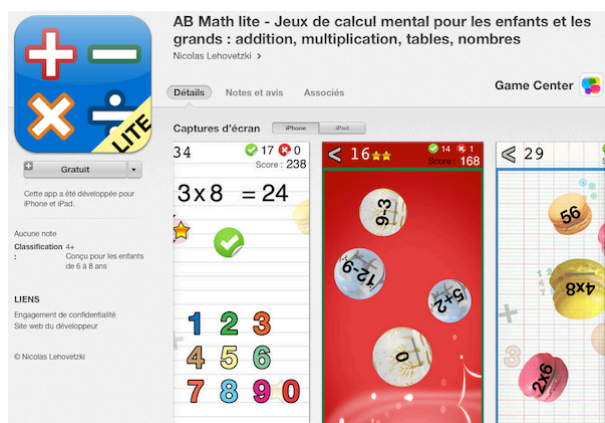 AB Math lite - Jeux de calcul mental pour les enfants et les
grands : addition, multiplication, tables, nombres
Nicolas Lehovetzki >
LITE
Détails
Notes et avis
Associés
Game Center
Captures d'écran
iPhone
iPad
Gratuit
Cette app a été développée pour
iPhone et iPad.
Aucune note
Classification 4+
:
Conçu pour les enfants
de 6 à 8 ans
LIENS
Engagement de confidentialité
Site web du développeur
© Nicolas Lehovetzki
34
17
0
Score : 238
3x8 = 24
1 2 3
4 5 6
7 8 9 0
< 16
14
1
Score : 168
9-3
12-9
5+2
0
< 29
56
4x8
2x6